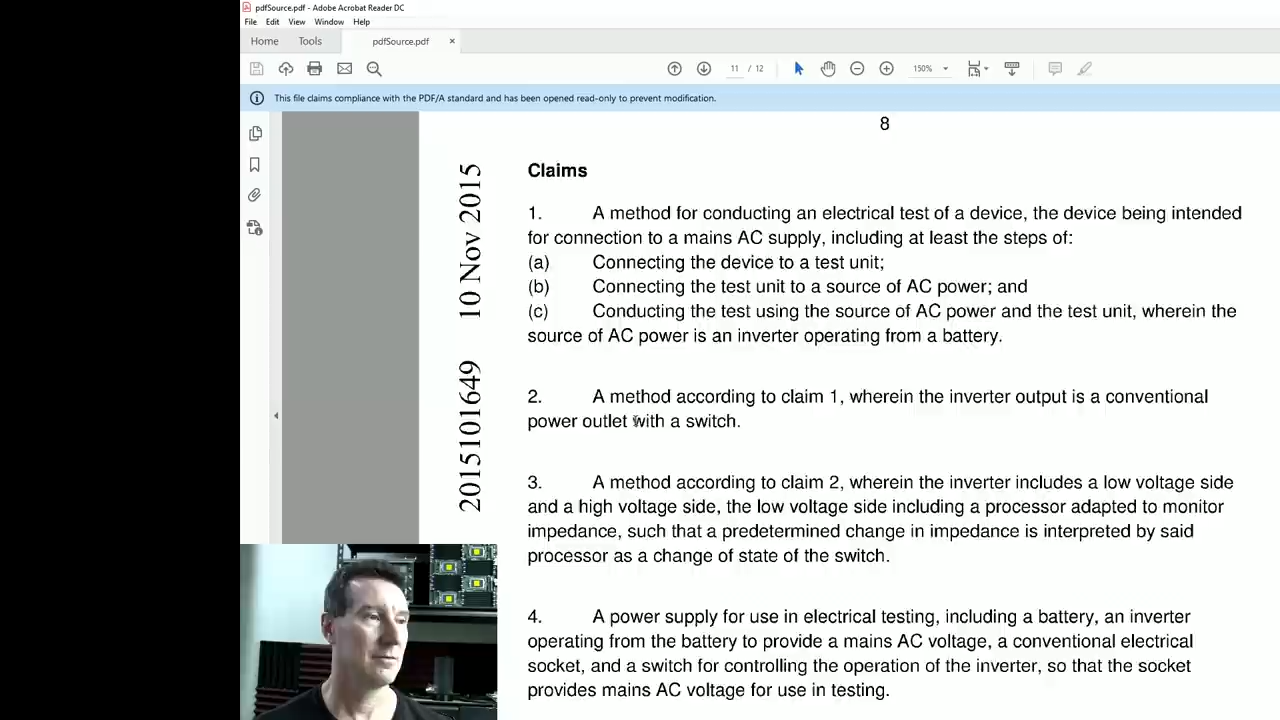 pdfSource.pdf - Adobe Acrobat Reader DC
File Edit View Window Help
Home Tools pdfSource.pdf ×
11 / 12 150%
This file claims compliance with the PDF/A standard and has been opened read-only to prevent modification.
8
2015101649 10 Nov 2015
Claims
1. A method for conducting an electrical test of a device, the device being intended
for connection to a mains AC supply, including at least the steps of:
(a) Connecting the device to a test unit;
(b) Connecting the test unit to a source of AC power; and
(c) Conducting the test using the source of AC power and the test unit, wherein the
source of AC power is an inverter operating from a battery.
2. A method according to claim 1, wherein the inverter output is a conventional
power outlet with a switch.
3. A method according to claim 2, wherein the inverter includes a low voltage side
and a high voltage side, the low voltage side including a processor adapted to monitor
impedance, such that a predetermined change in impedance is interpreted by said
processor as a change of state of the switch.
4. A power supply for use in electrical testing, including a battery, an inverter
operating from the battery to provide a mains AC voltage, a conventional electrical
socket, and a switch for controlling the operation of the inverter, so that the socket
provides mains AC voltage for use in testing.